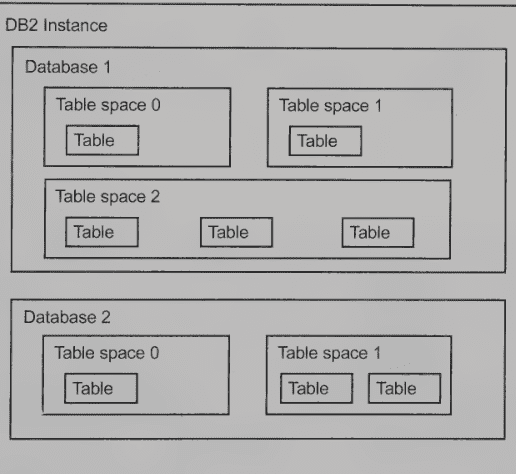 DB2 Instance
Database 1
Table space 0
Table space 1
Table
Table
Table space 2
Table
Table
Table
Database 2
Table space 0
Table space 1
Table
Table
Table